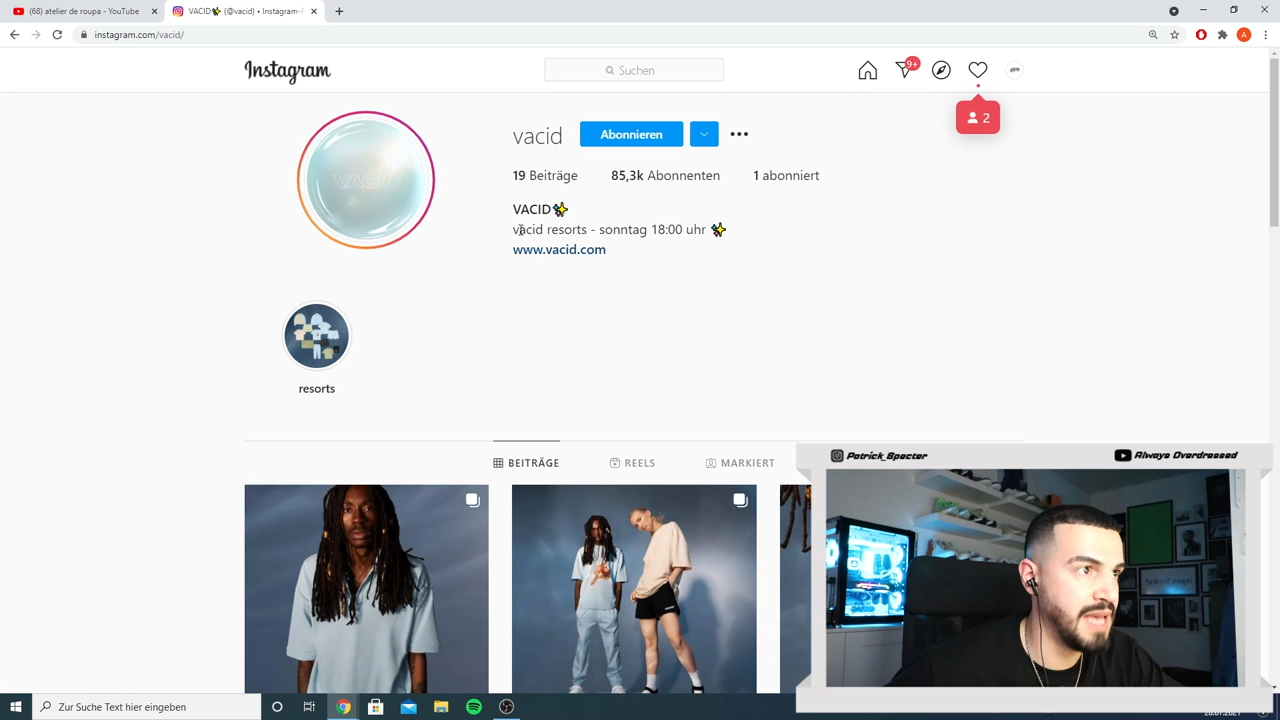 (68) atelier de roupa - YouTube
VACID✨ (@vacid) • Instagram-F
instagram.com/vacid/
A
Instagram
Suchen
9+
2
VACID
vacid
Abonnieren
19 Beiträge
85,3k Abonnenten
1 abonniert
VACID✨
vacid resorts - sonntag 18:00 uhr ✨
www.vacid.com
resorts
BEITRÄGE
REELS
MARKIERT
Patrick_Specter
Always Overdressed
Zur Suche Text hier eingeben